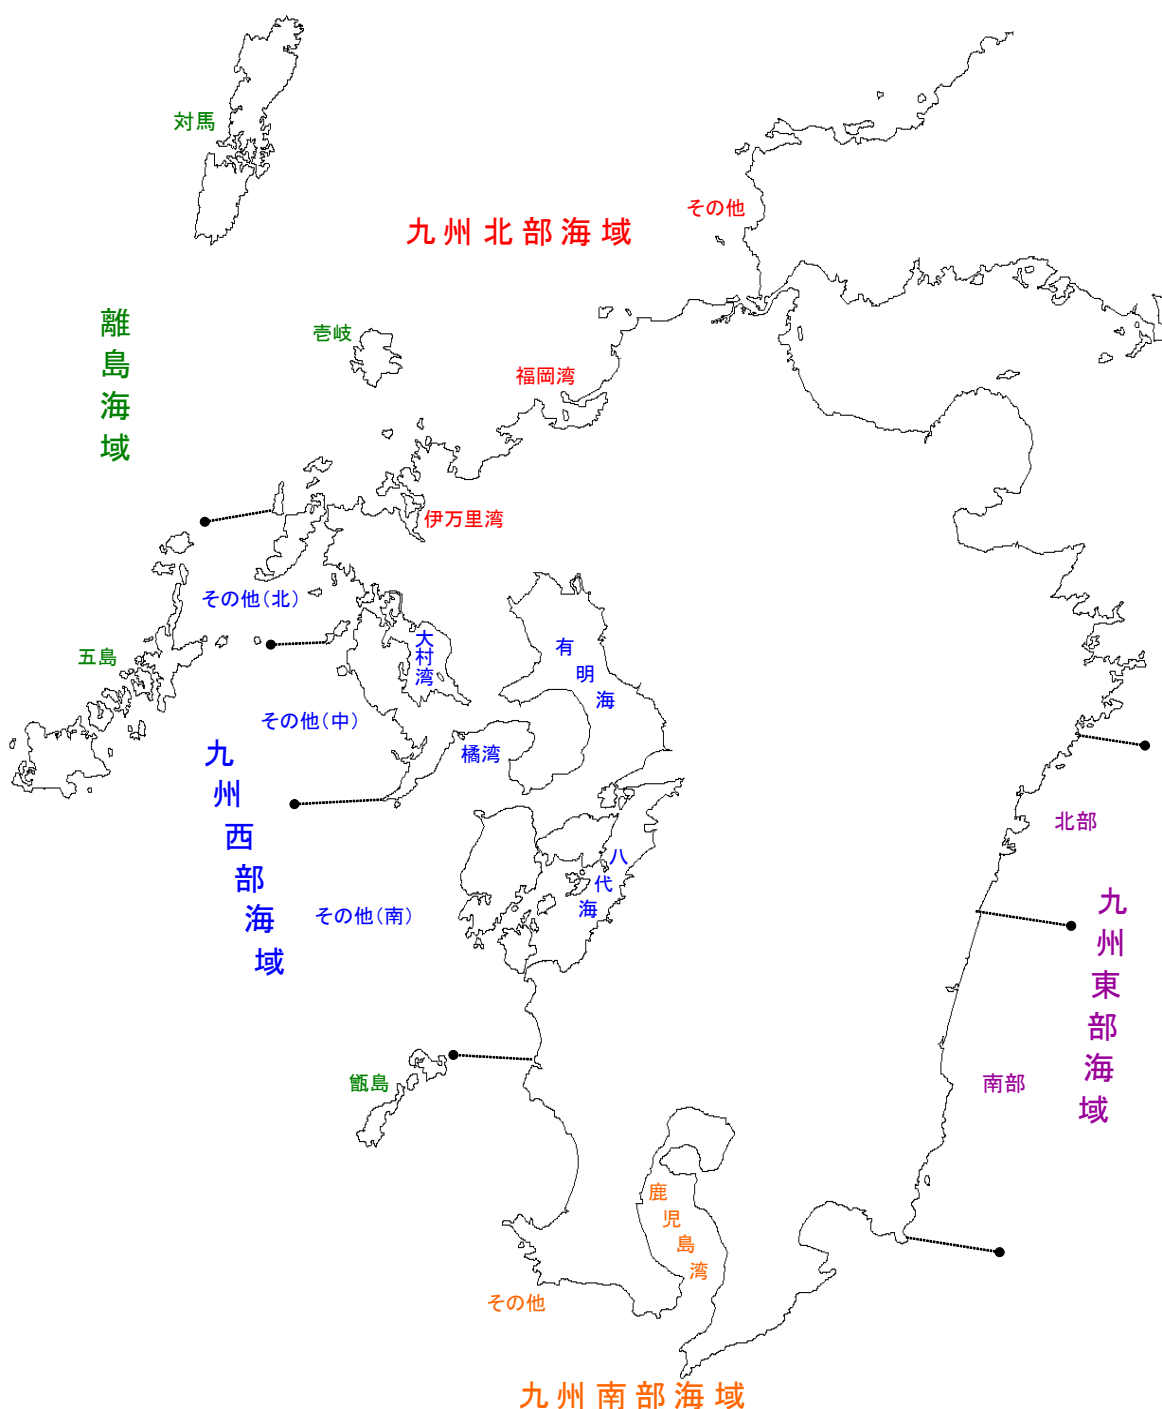 対馬
その他
九州北部海域
離島海域
壱岐
福岡湾
伊万里湾
その他(北)
大村湾
有明海
五島
その他(中)
橘湾
九州西部海域
北部
八代海
その他(南)
九州東部海域
甑島
南部
鹿児島湾
その他
九州南部海域